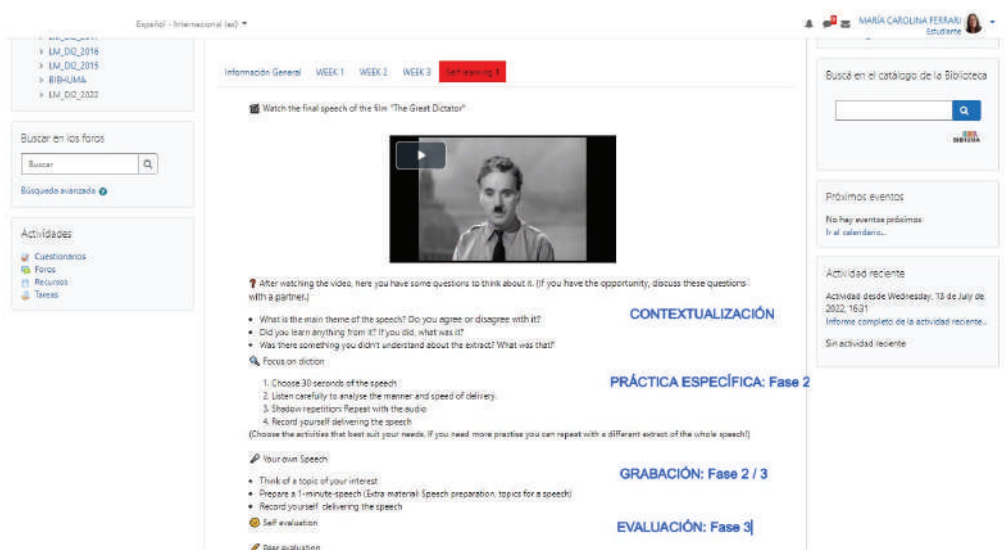 Español - Internacional (es)
MARÍA CAROLINA FERRARI
Estudiante
LM_DI2_2016
LM_DI2_2015
BIBHUMA
LM_DI2_2022
Buscar en los foros
Buscar
Búsqueda avanzada
Actividades
Cuestionarios
Foros
Recursos
Tareas
Información General WEEK 1 WEEK 2 WEEK 3 Self learning 1
Watch the final speech of the film "The Great Dictator"
After watching the video, here you have some questions to think about it. (If you have the opportunity, discuss these questions
with a partner.)
CONTEXTUALIZACIÓN
What is the main theme of the speech? Do you agree or disagree with it?
Did you learn anything from it? If you did, what was it?
Was there something you didn't understand about the extract? What was that?
Focus on diction
PRÁCTICA ESPECÍFICA: Fase 2
1. Choose 30 seconds of the speech
2. Listen carefully to analyse the manner and speed of delivery.
3. Shadow repetition: Repeat with the audio
4. Record yourself delivering the speech
(Choose the activities that best suit your needs. If you need more practise you can repeat with a different extract of the whole speech!)
Your own Speech
GRABACIÓN: Fase 2 / 3
Think of a topic of your interest
Prepare a 1-minute-speech (Extra material: Speech preparation, topics for a speech)
Record yourself delivering the speech
Self evaluation
EVALUACIÓN: Fase 3
Peer evaluation
Buscá en el catálogo de la Biblioteca
BIBHUMA
Próximos eventos
No hay eventos próximos
Ir al calendario...
Actividad reciente
Actividad desde Wednesday, 13 de July de
2022, 16:31
Informe completo de la actividad reciente...
Sin actividad reciente